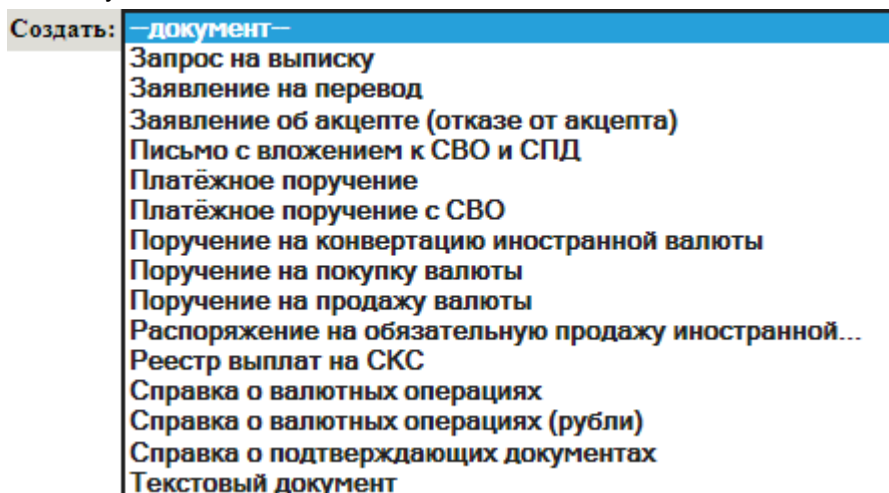 Создать: --документ--
Запрос на выписку
Заявление на перевод
Заявление об акцепте (отказе от акцепта)
Письмо с вложением к СВО и СПД
Платёжное поручение
Платёжное поручение с СВО
Поручение на конвертацию иностранной валюты
Поручение на покупку валюты
Поручение на продажу валюты
Распоряжение на обязательную продажу иностранной...
Реестр выплат на СКС
Справка о валютных операциях
Справка о валютных операциях (рубли)
Справка о подтверждающих документах
Текстовый документ